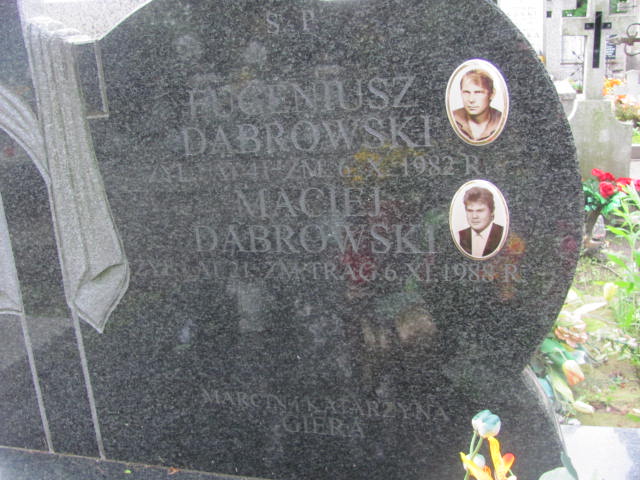 Ś. P.
EUGENIUSZ
DĄBROWSKI
ŻYŁ LAT 41 ZM. 6.X.1982 R.
MACIEJ
DĄBROWSKI
ŻYŁ LAT 21 ZM. TRAG. 6.XI.1988 R.
MARCIN I KATARZYNA
GIERA